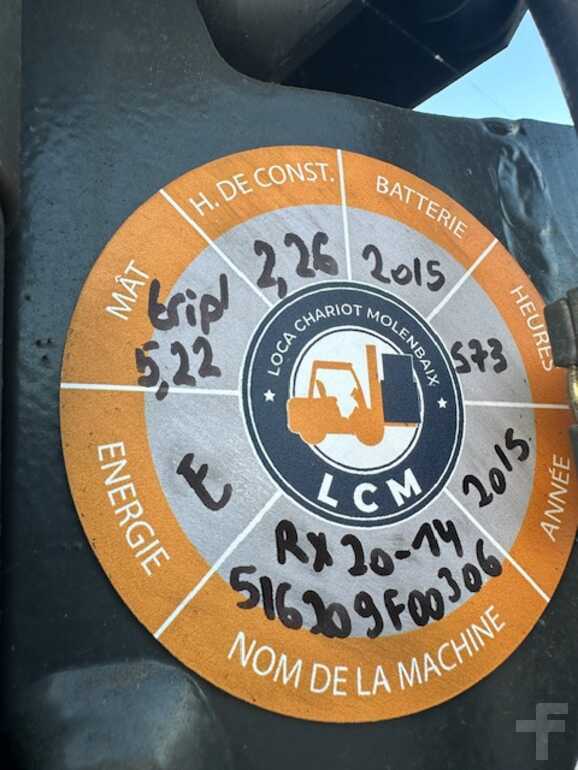 MÂT
tripl
5,22
H. DE CONST.
2,26
BATTERIE
2015
HEURES
573
ANNÉE
2015
NOM DE LA MACHINE
RX 20-14
516209F00306
ENERGIE
E
LOCA CHARIOT MOLENBAIX
LCM